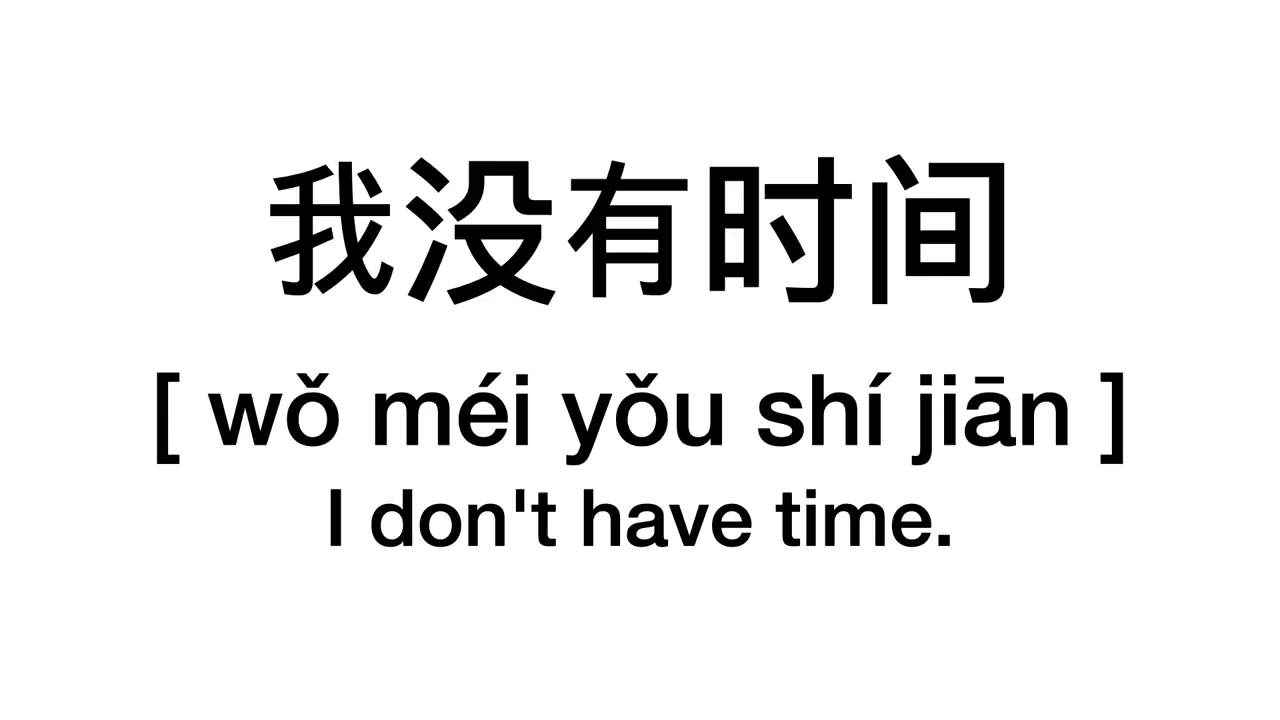 我没有时间
[ wǒ méi yǒu shí jiān ]
I don't have time.